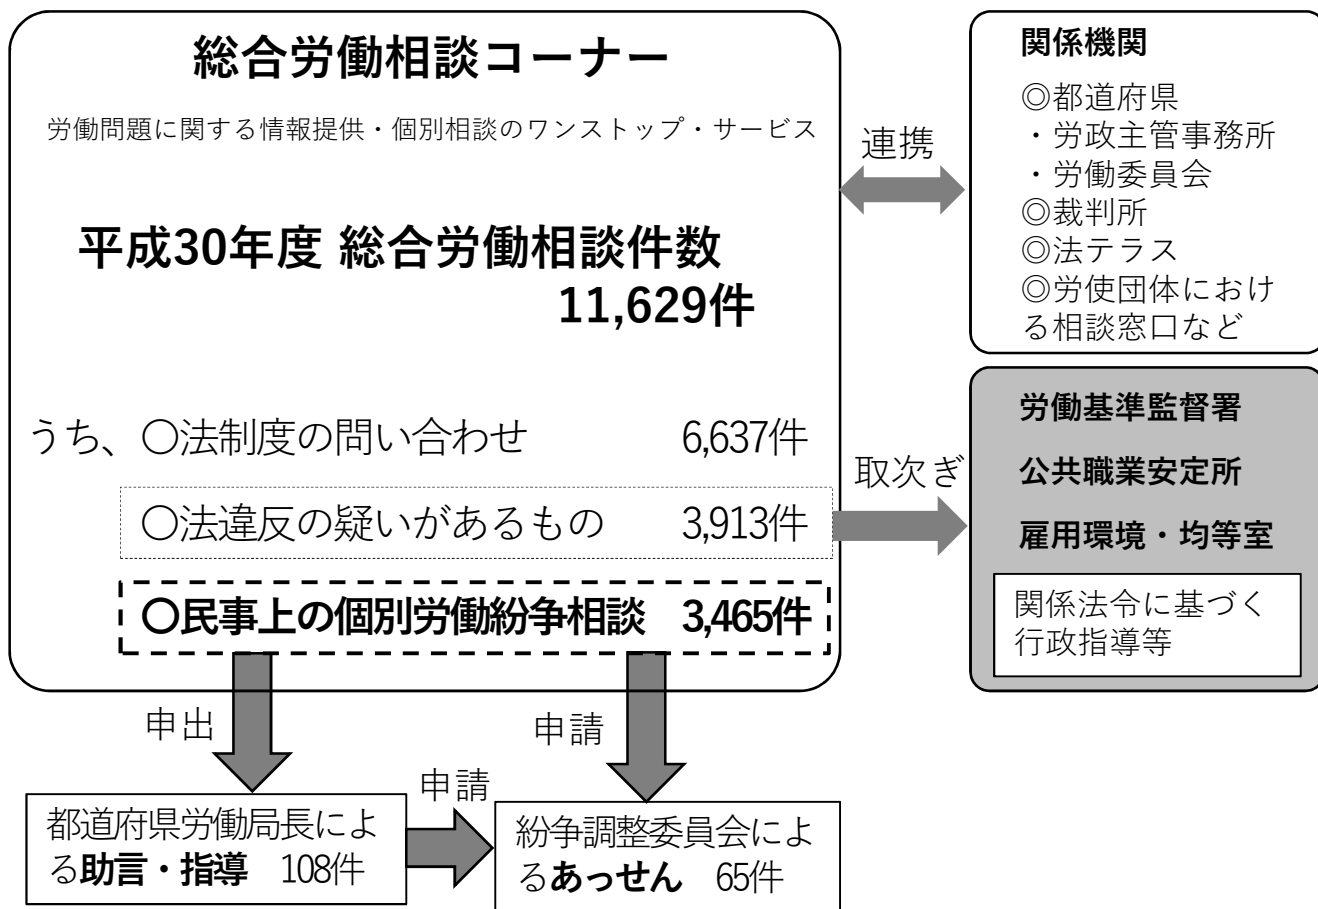 総合労働相談コーナー
労働問題に関する情報提供・個別相談のワンストップ・サービス
平成30年度 総合労働相談件数
11,629件
うち、〇法制度の問い合わせ 6,637件
〇法違反の疑いがあるもの 3,913件
〇民事上の個別労働紛争相談 3,465件
連携
関係機関
◎都道府県
・労政主管事務所
・労働委員会
◎裁判所
◎法テラス
◎労使団体におけ
る相談窓口など
取次ぎ
労働基準監督署
公共職業安定所
雇用環境・均等室
関係法令に基づく
行政指導等
申出
申請
都道府県労働局長によ
る助言・指導 108件
申請
紛争調整委員会によ
るあっせん 65件